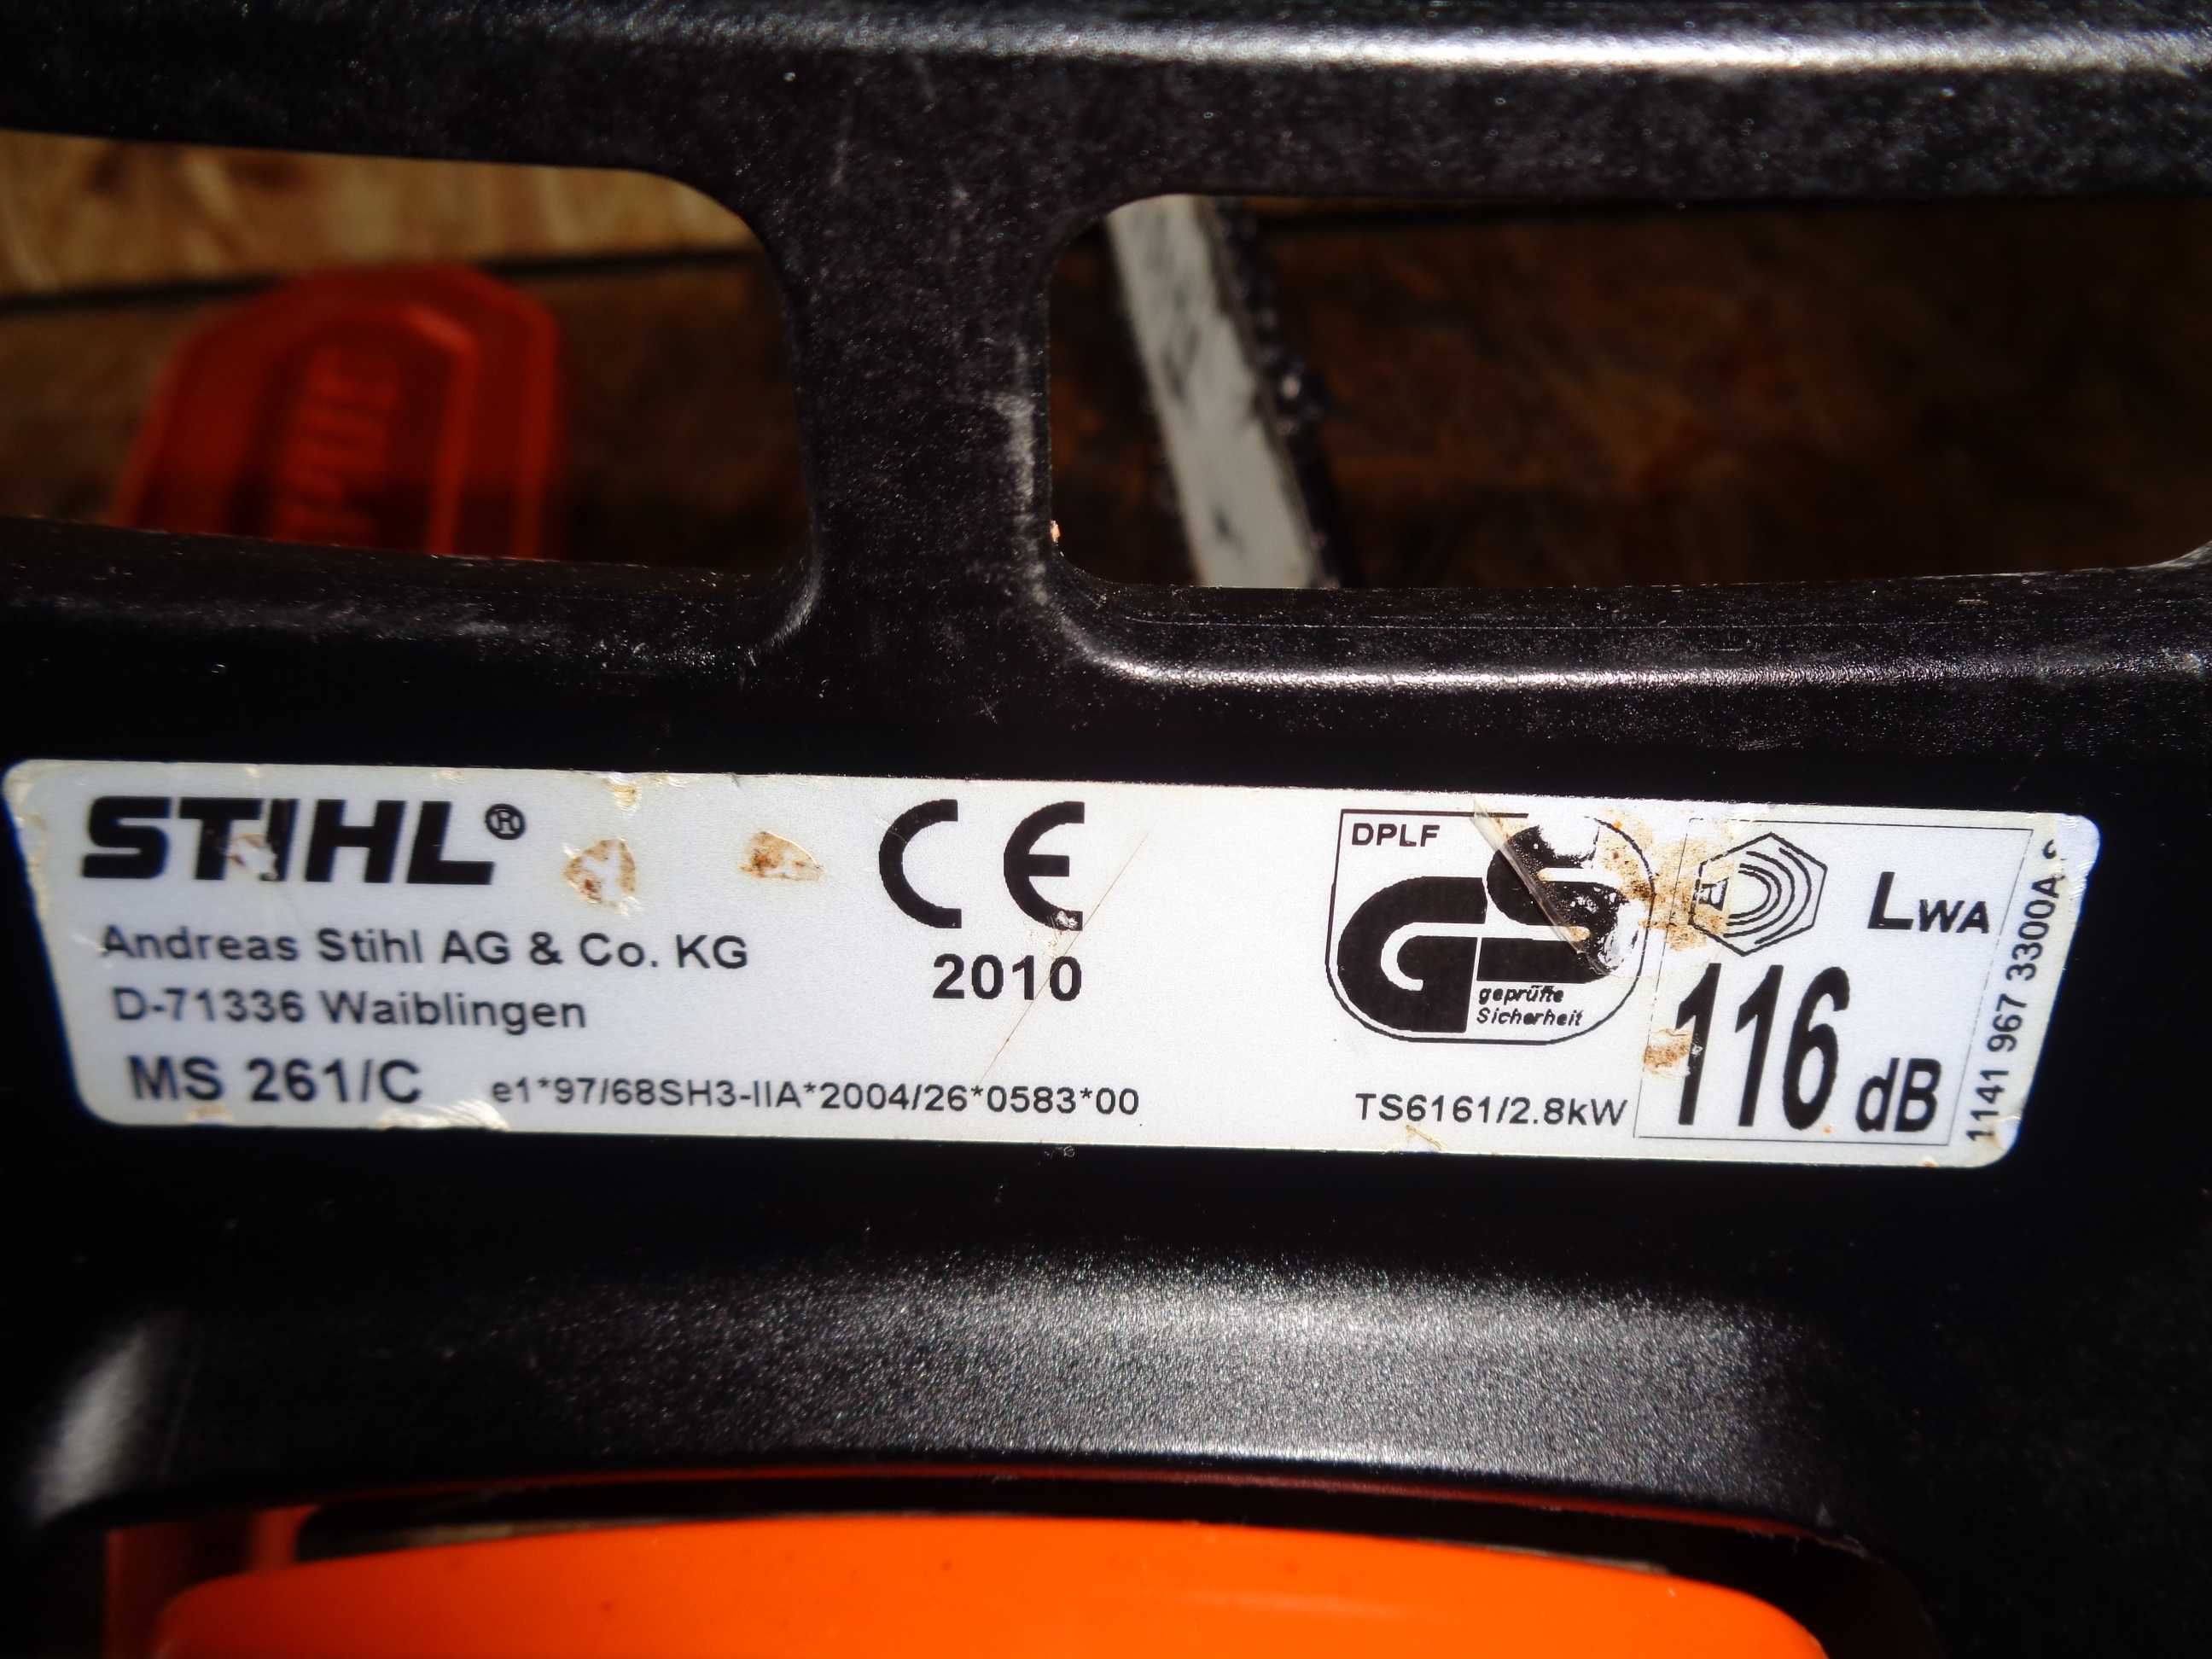 STIHL®
Andreas Stihl AG & Co. KG
D-71336 Waiblingen
MS 261/C
e1*97/68SH3-IIA*2004/26*0583*00
CE
2010
DPLF
GS
geprüfte
Sicherheit
TS6161/2.8kW
LWA
116 dB
1141 967 3300A
STIHL